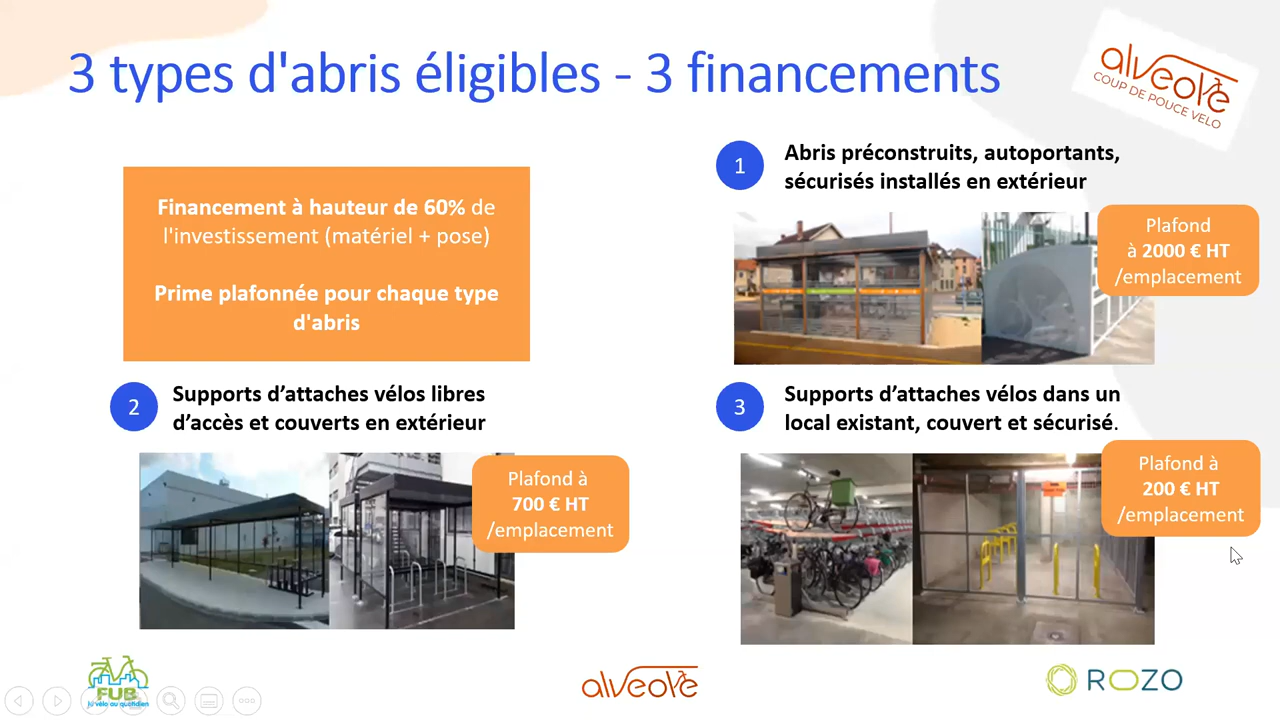 3 types d'abris éligibles - 3 financements
alveole
COUP DE POUCE VELO
Financement à hauteur de 60% de
l'investissement (matériel + pose)
Prime plafonnée pour chaque type
d'abris
1
Abris préconstruits, autoportants,
sécurisés installés en extérieur
Plafond
à 2000 € HT
/emplacement
2
Supports d’attaches vélos libres
d’accès et couverts en extérieur
Plafond à
700 € HT
/emplacement
3
Supports d’attaches vélos dans un
local existant, couvert et sécurisé.
Plafond à
200 € HT
/emplacement
FUB
au quotidien
alveole
ROZO